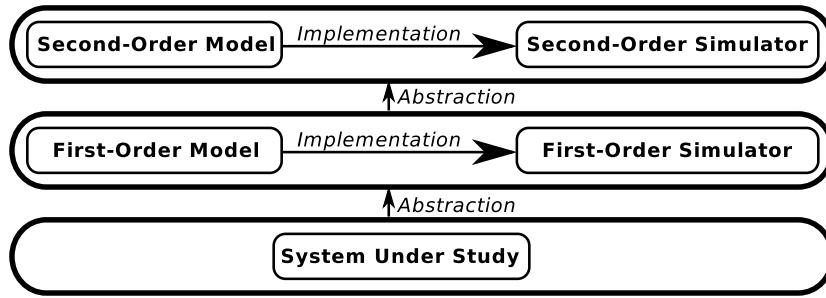 Second-Order Model
Implementation
Second-Order Simulator
Abstraction
First-Order Model
Implementation
First-Order Simulator
Abstraction
System Under Study